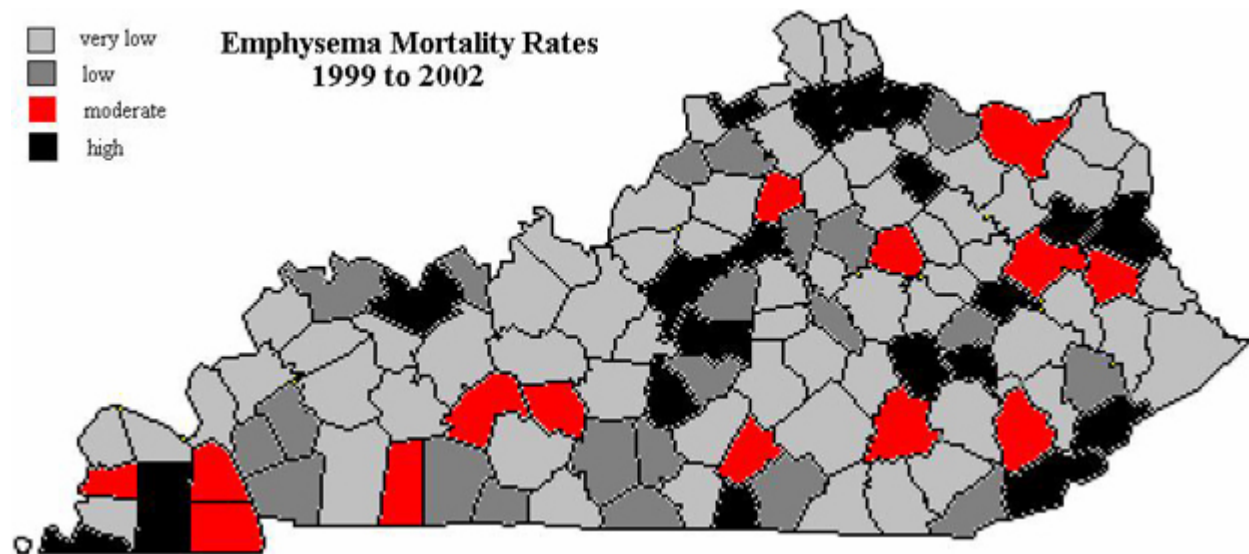 Emphysema Mortality Rates
1999 to 2002
very low
low
moderate
high